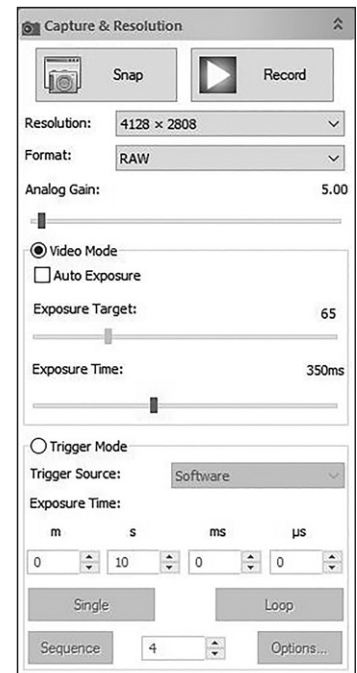 Capture & Resolution
Snap Record
Resolution: 4128 × 2808
Format: RAW
Analog Gain: 5.00
Video Mode
Auto Exposure
Exposure Target: 65
Exposure Time: 350ms
Trigger Mode
Trigger Source: Software
Exposure Time:
m s ms µs
0 10 0 0
Single Loop
Sequence 4 Options...